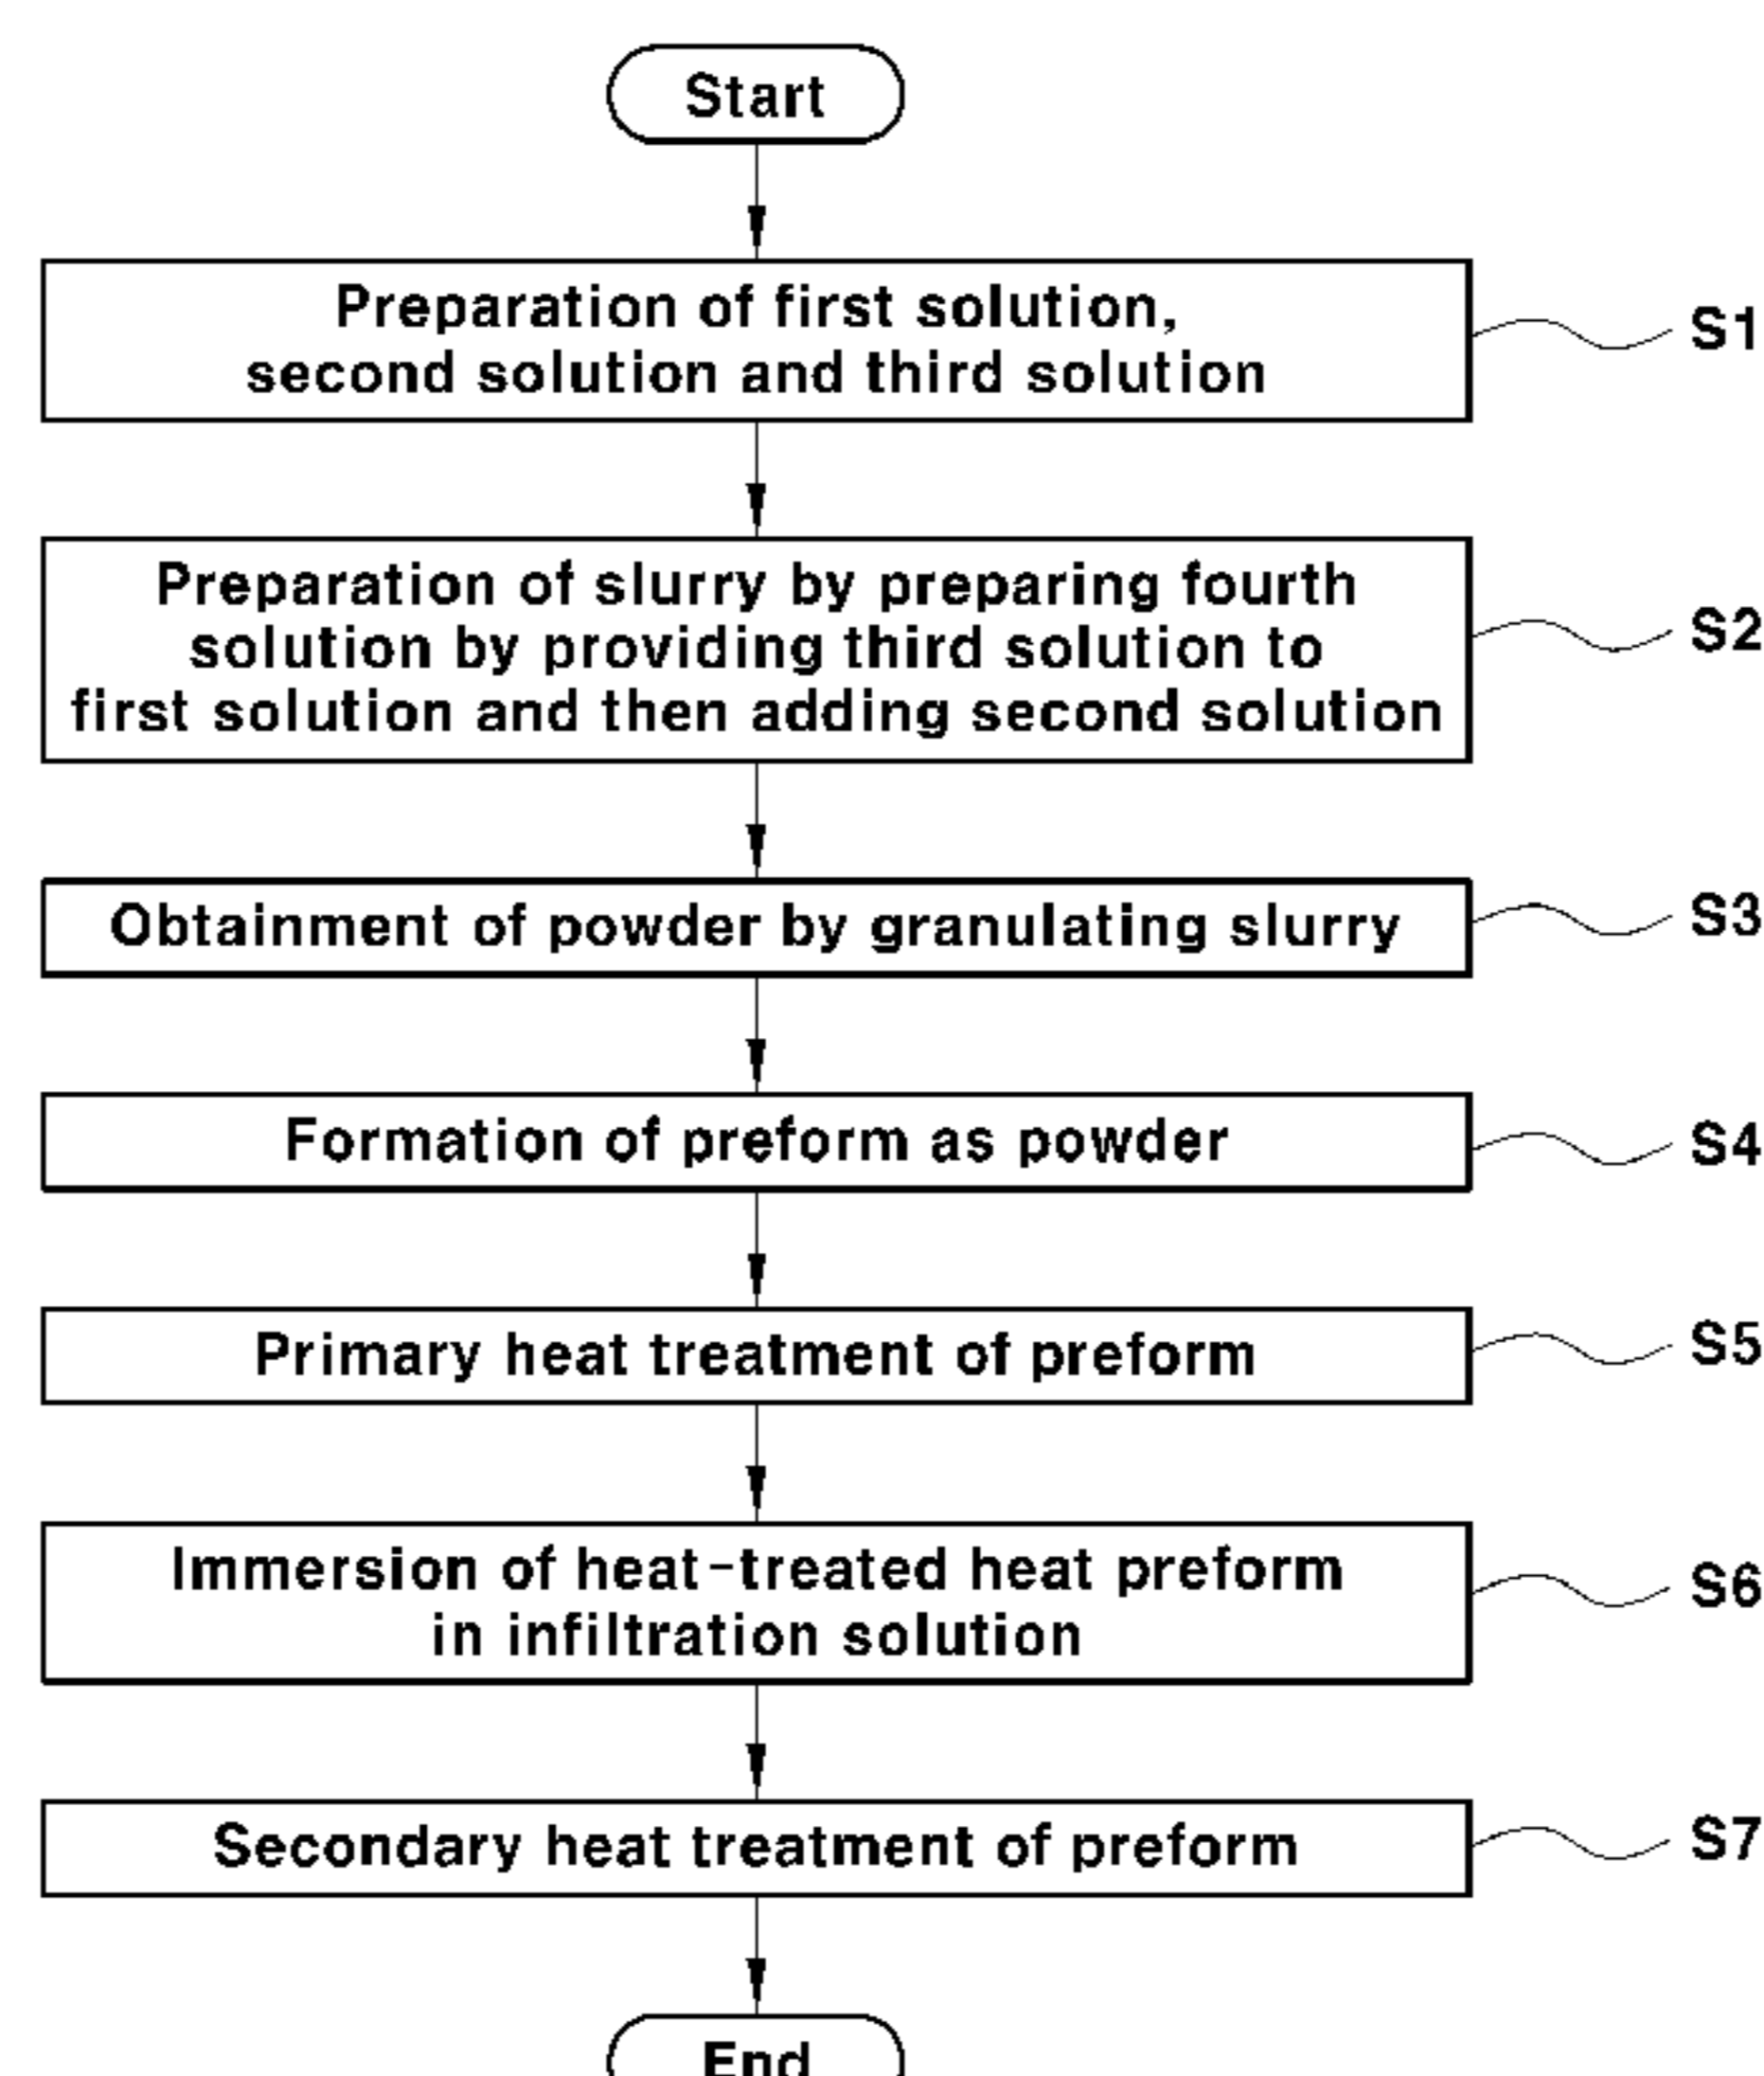 Start
Preparation of first solution,
second solution and third solution
S1
Preparation of slurry by preparing fourth
solution by providing third solution to
first solution and then adding second solution
S2
Obtainment of powder by granulating slurry
S3
Formation of preform as powder
S4
Primary heat treatment of preform
S5
Immersion of heat-treated heat preform
in infiltration solution
S6
Secondary heat treatment of preform
S7
End